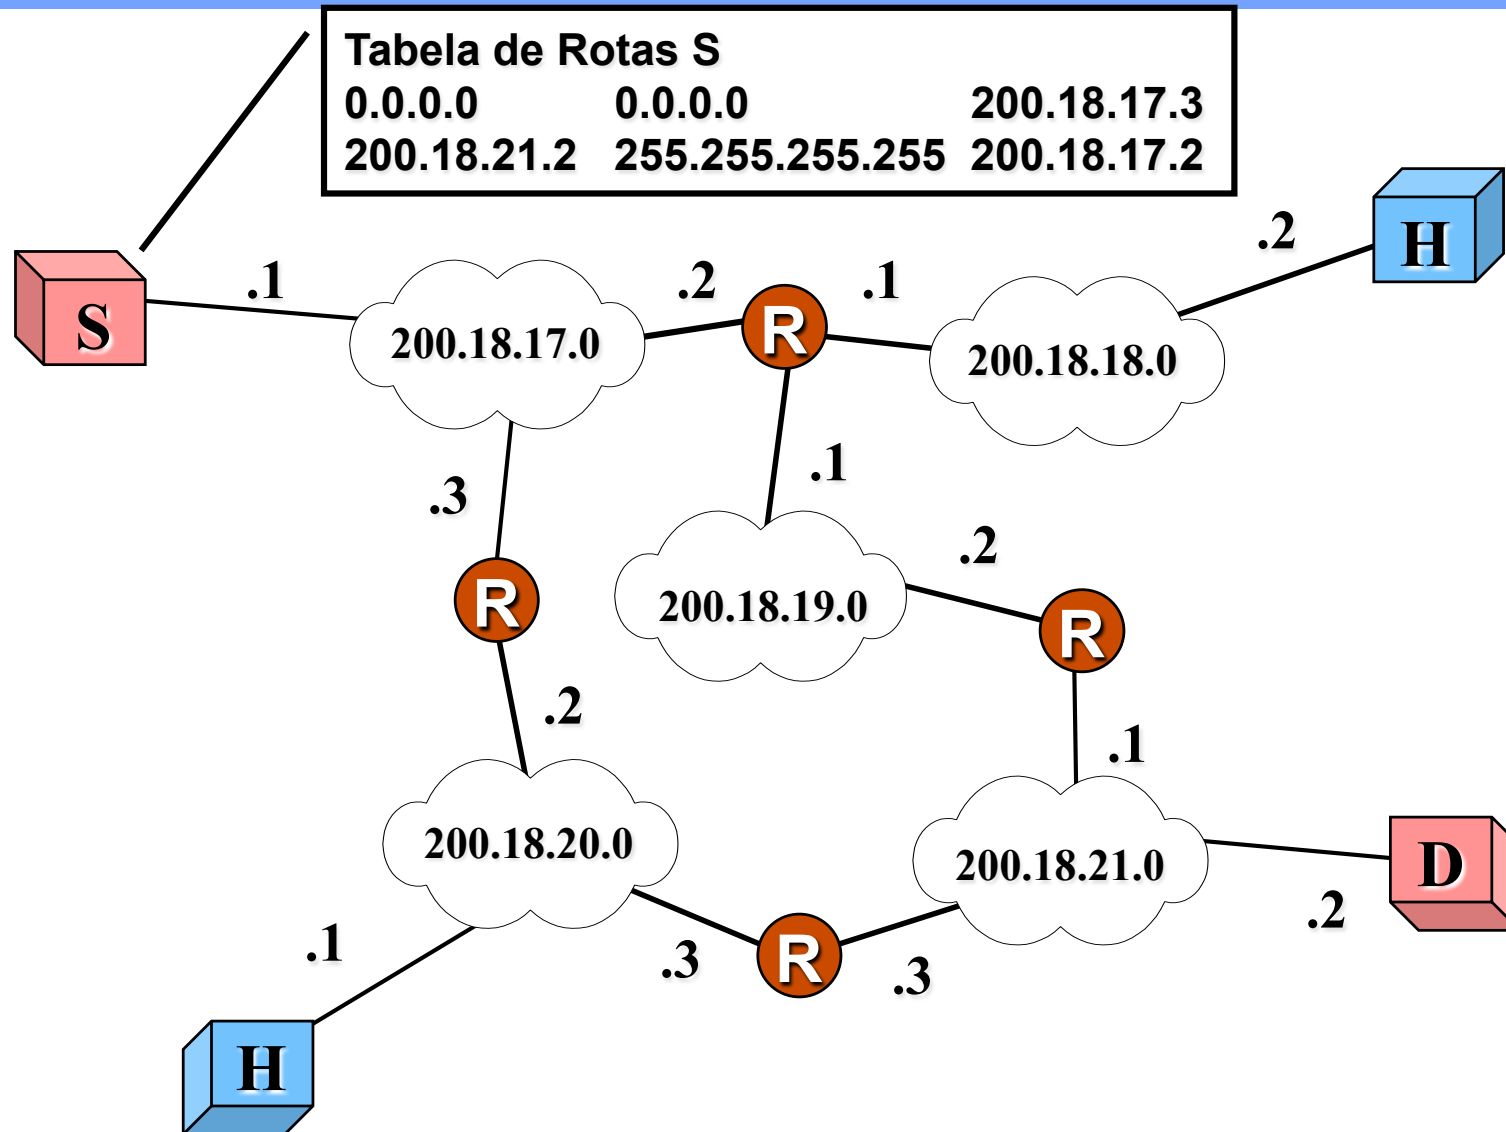 Tabela de Rotas S
0.0.0.0 0.0.0.0 200.18.17.3
200.18.21.2 255.255.255.255 200.18.17.2
.2
H
.1
.2
.1
S
R
200.18.17.0
200.18.18.0
.1
.3
.2
R
200.18.19.0
R
.2
.1
200.18.20.0
200.18.21.0
D
.2
.1
.3
R
.3
H